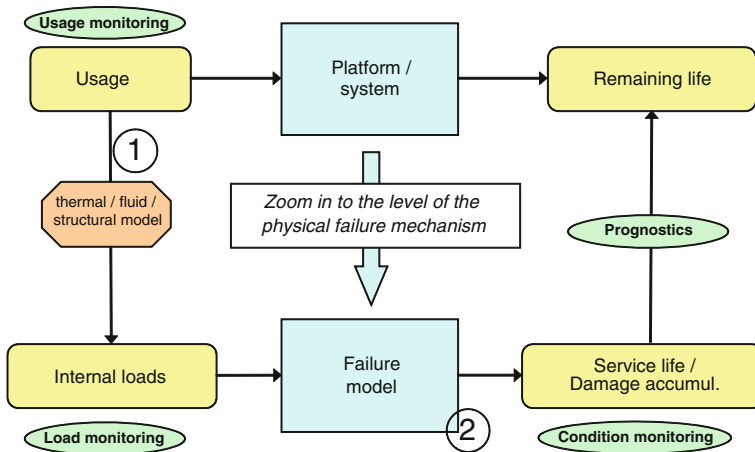 Usage monitoring
Usage
Platform /
system
Remaining life
1
thermal / fluid /
structural model
Zoom in to the level of the
physical failure mechanism
Prognostics
Internal loads
Failure
model
Service life /
Damage accumul.
Load monitoring
2
Condition monitoring